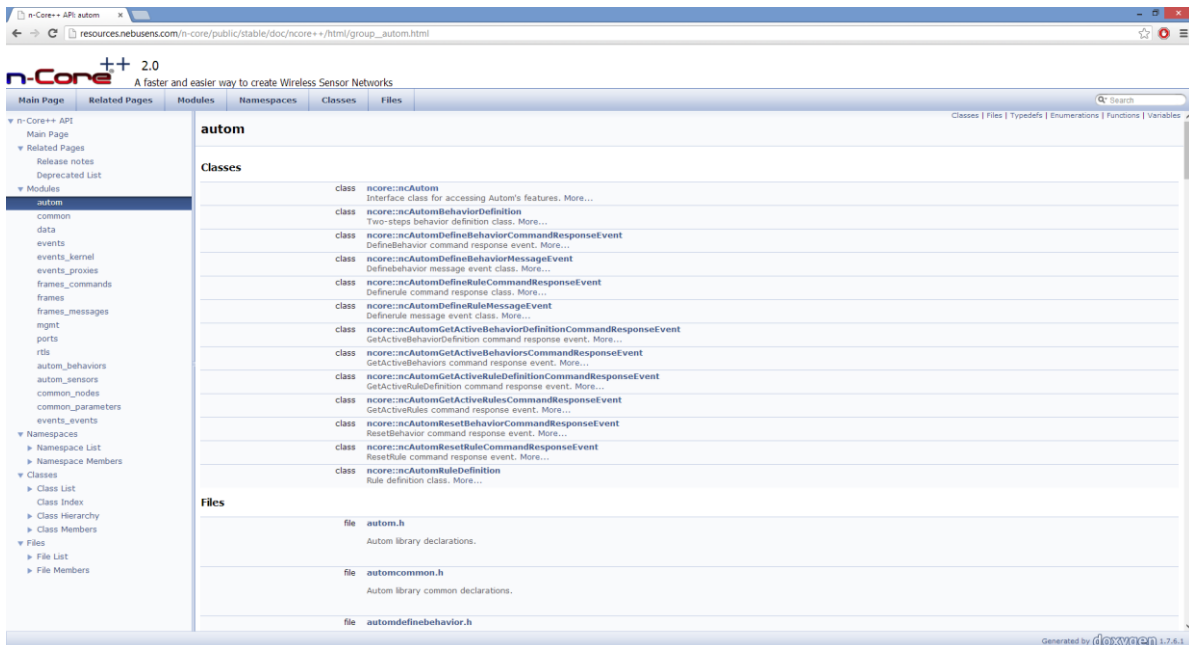 n-Core++ API: autom
resources.nebusens.com/n-core/public/stable/doc/ncore++/html/group__autom.html
n-Core++ 2.0
A faster and easier way to create Wireless Sensor Networks
Main Page Related Pages Modules Namespaces Classes Files
Search
Classes | Files | Typedefs | Enumerations | Functions | Variables
n-Core++ API
Main Page
Related Pages
Release notes
Deprecated List
Modules
autom
common
data
events
events_kernel
events_proxies
frames_commands
frames
frames_messages
mgmt
ports
rtls
autom_behaviors
autom_sensors
common_nodes
common_parameters
events_events
Namespaces
Namespace List
Namespace Members
Classes
Class List
Class Index
Class Hierarchy
Class Members
Files
File List
File Members
autom
Classes
class ncore::ncAutom
Interface class for accessing Autom's features. More...
class ncore::ncAutomBehaviorDefinition
Two-steps behavior definition class. More...
class ncore::ncAutomDefineBehaviorCommandResponseEvent
DefineBehavior command response event. More...
class ncore::ncAutomDefineBehaviorMessageEvent
Definebehavior message event class. More...
class ncore::ncAutomDefineRuleCommandResponseEvent
Definerule command response class. More...
class ncore::ncAutomDefineRuleMessageEvent
Definerule message event class. More...
class ncore::ncAutomGetActiveBehaviorDefinitionCommandResponseEvent
GetActiveBehaviorDefinition command response event. More...
class ncore::ncAutomGetActiveBehaviorsCommandResponseEvent
GetActiveBehaviors command response event. More...
class ncore::ncAutomGetActiveRuleDefinitionCommandResponseEvent
GetActiveRuleDefinition command response event. More...
class ncore::ncAutomGetActiveRulesCommandResponseEvent
GetActiveRules command response event. More...
class ncore::ncAutomResetBehaviorCommandResponseEvent
ResetBehavior command response event. More...
class ncore::ncAutomResetRuleCommandResponseEvent
ResetRule command response event. More...
class ncore::ncAutomRuleDefinition
Rule definition class. More...
Files
file autom.h
Autom library declarations.
file automcommon.h
Autom library common declarations.
file automdefinebehavior.h
Generated by doxygen 1.7.6.1